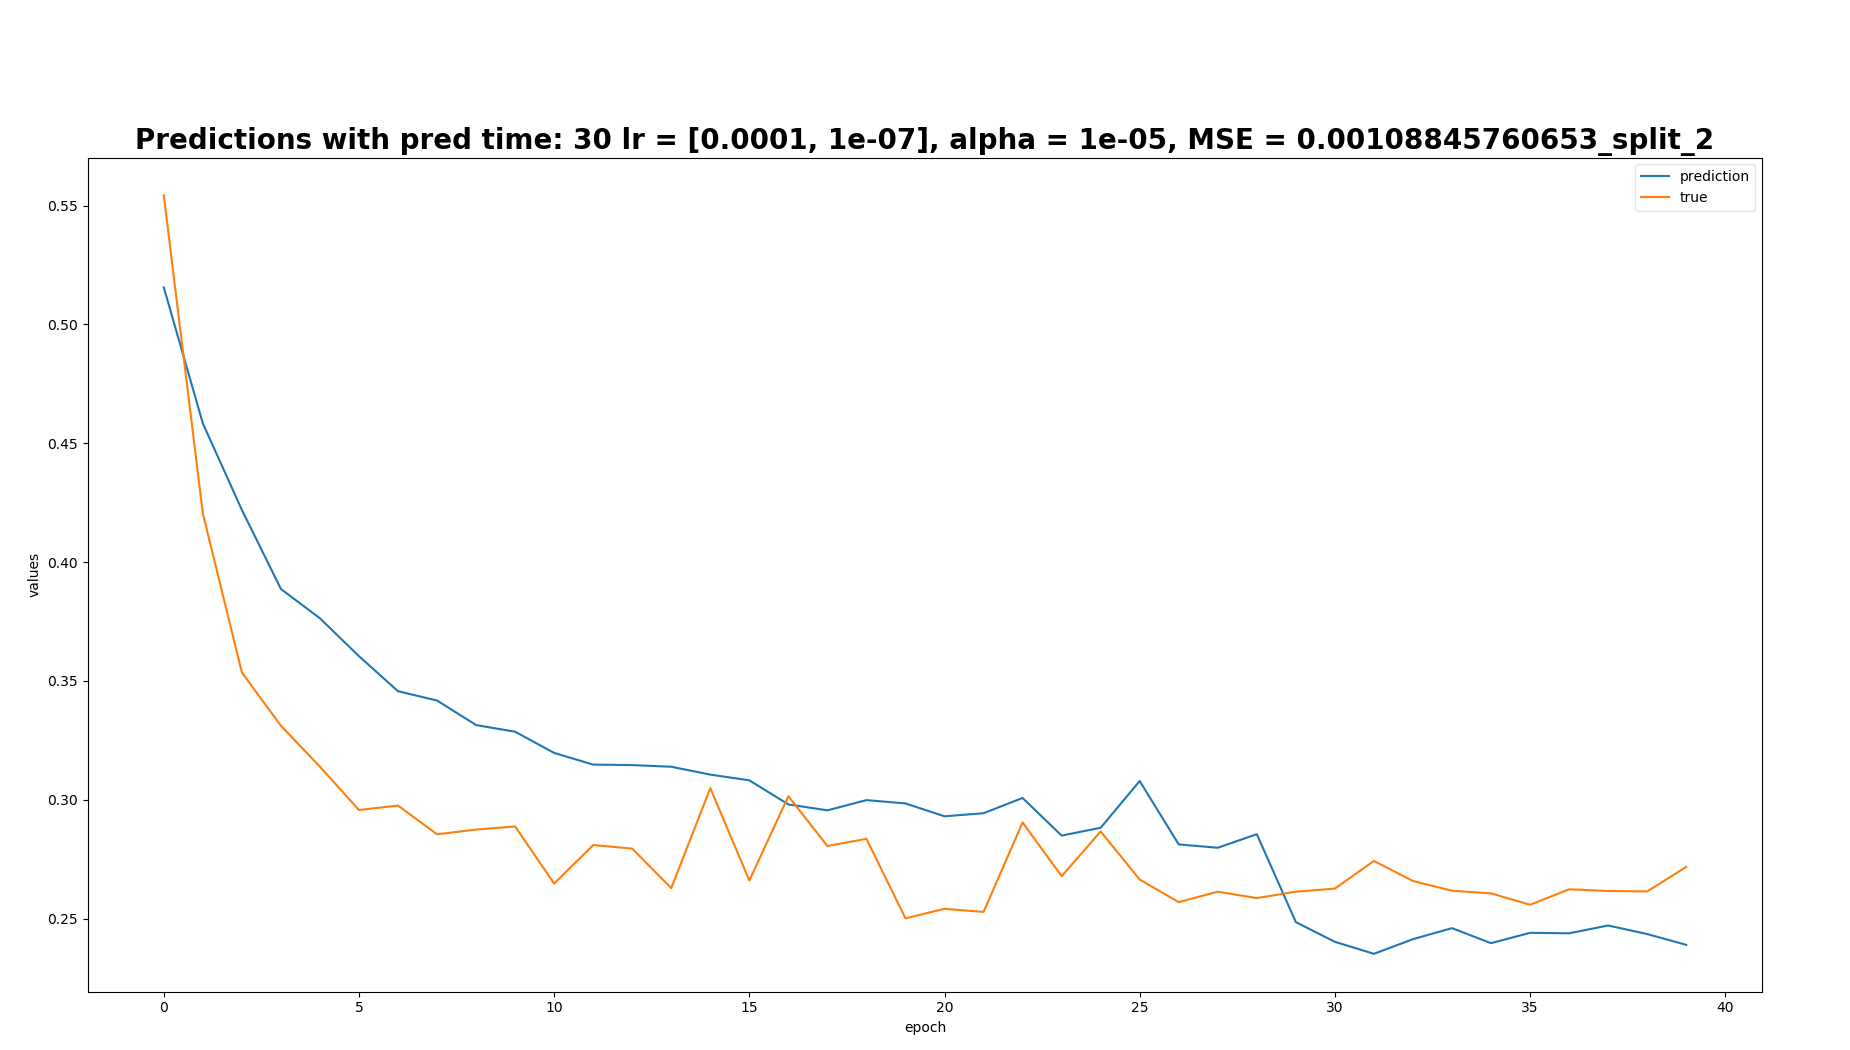 Predictions with pred time: 30 lr = [0.0001, 1e-07], alpha = 1e-05, MSE = 0.00108845760653_split_2
prediction
true
0.55
0.50
0.45
0.40
0.35
0.30
0.25
values
0 5 10 15 20 25 30 35 40
epoch